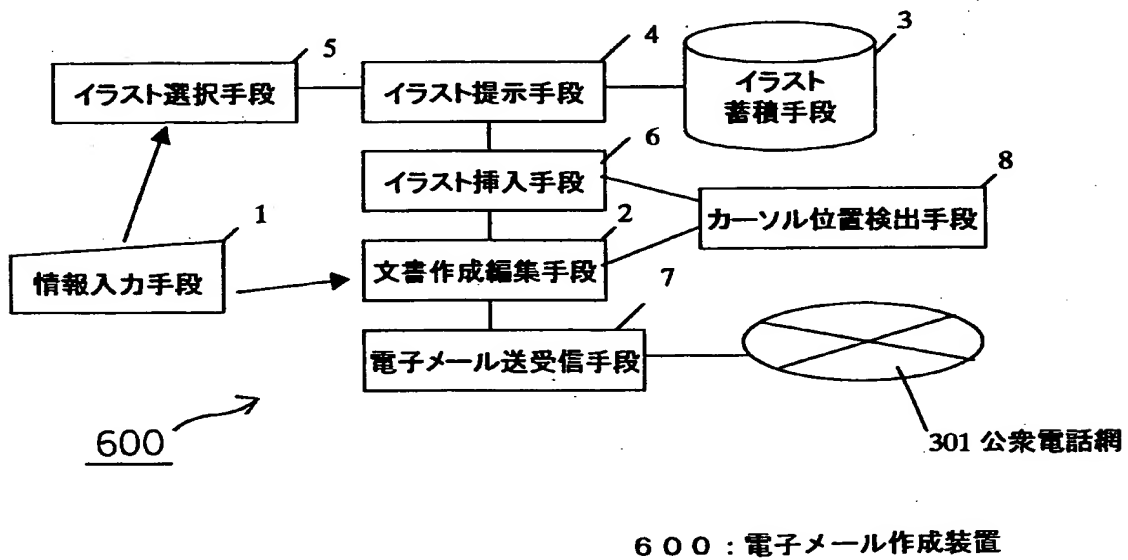 5
イラスト選択手段
4
イラスト提示手段
3
イラスト
蓄積手段
6
イラスト挿入手段
8
カーソル位置検出手段
1
情報入力手段
2
文書作成編集手段
7
電子メール送受信手段
600
301 公衆電話網
600:電子メール作成装置